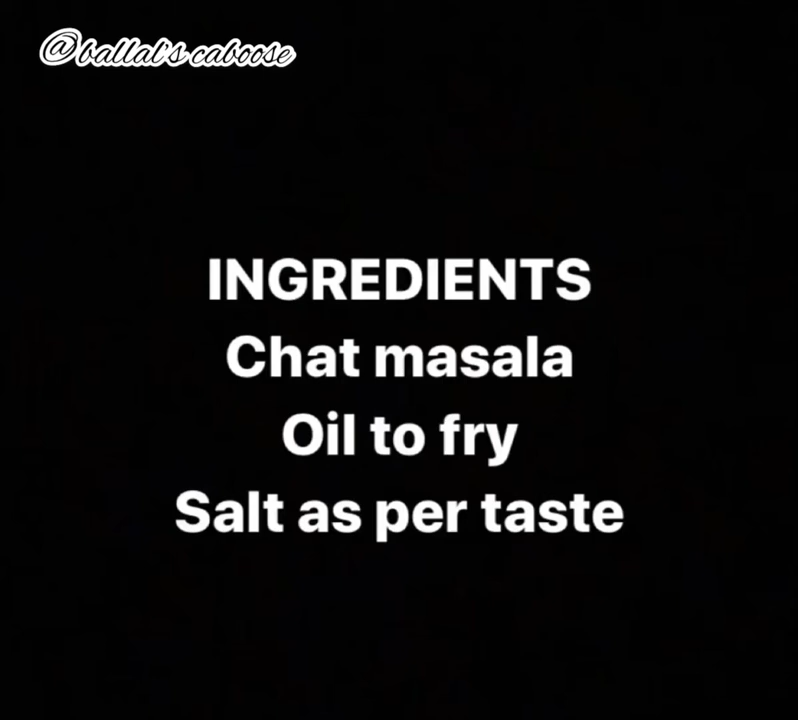 @ballal's caboose
INGREDIENTS
Chat masala
Oil to fry
Salt as per taste